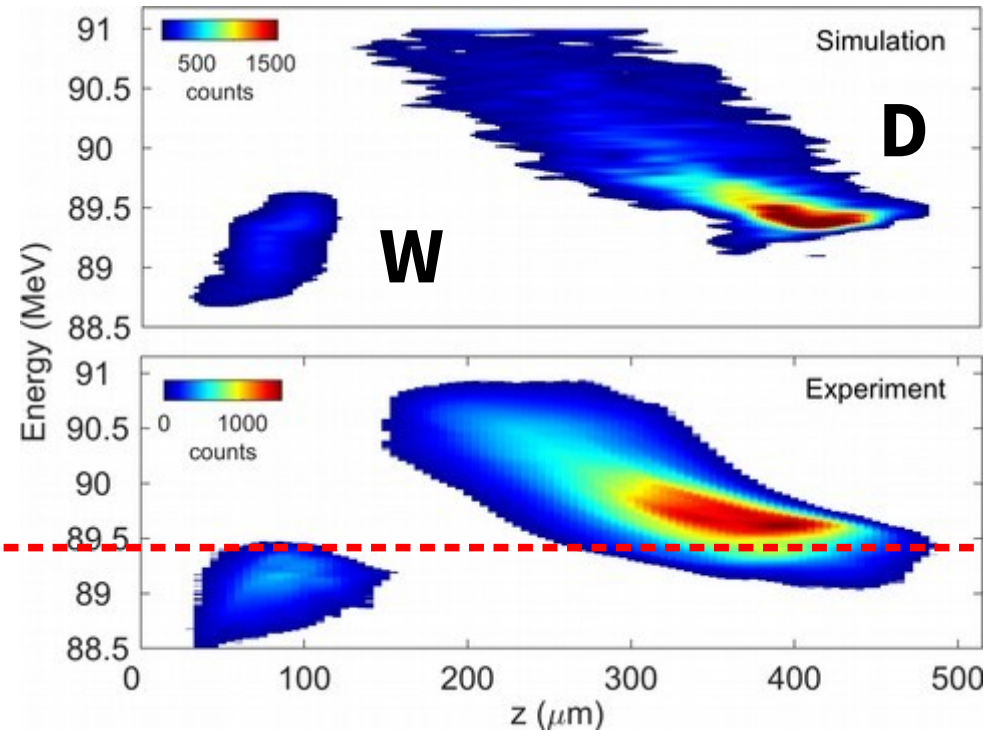 91
90.5
90
89.5
89
88.5
500 1500
counts
Simulation
D
W
Energy (MeV)
91
90.5
90
89.5
89
88.5
0 1000
counts
Experiment
0 100 200 300 400 500
z (μm)